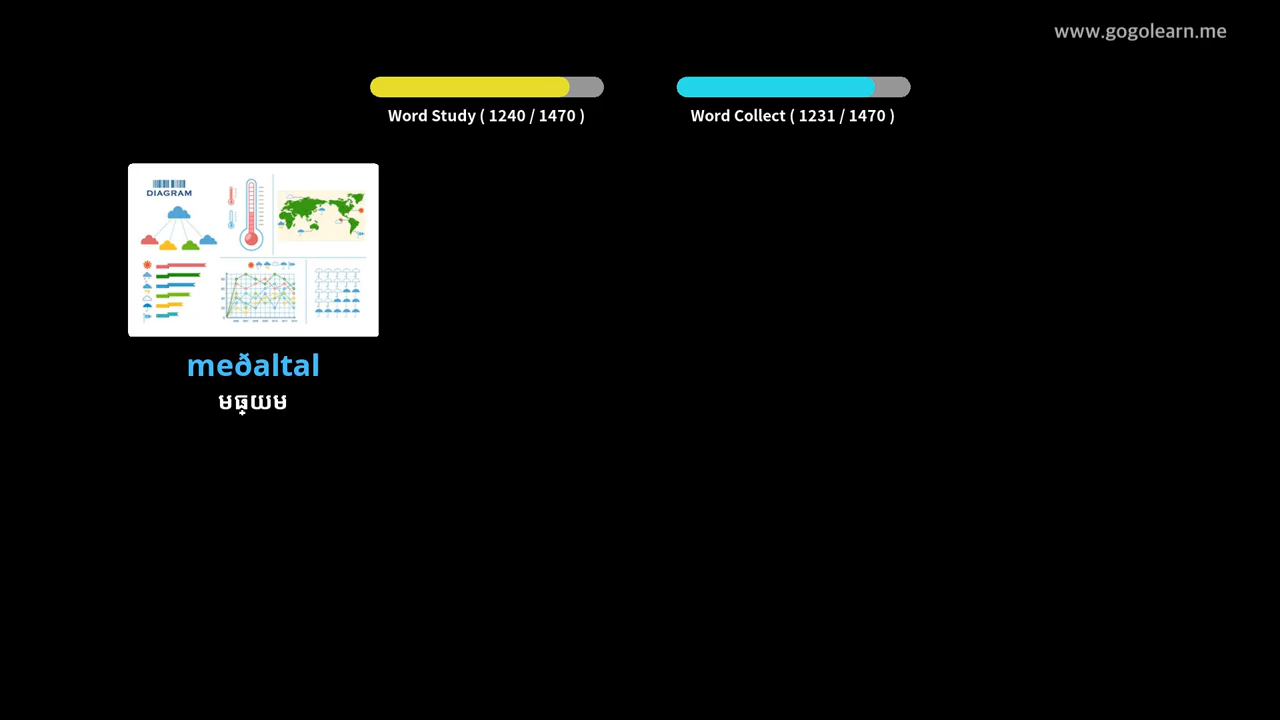 www.gogolearn.me
Word Study ( 1240 / 1470 )
Word Collect ( 1231 / 1470 )
DIAGRAM
meðaltal
មធ្យម